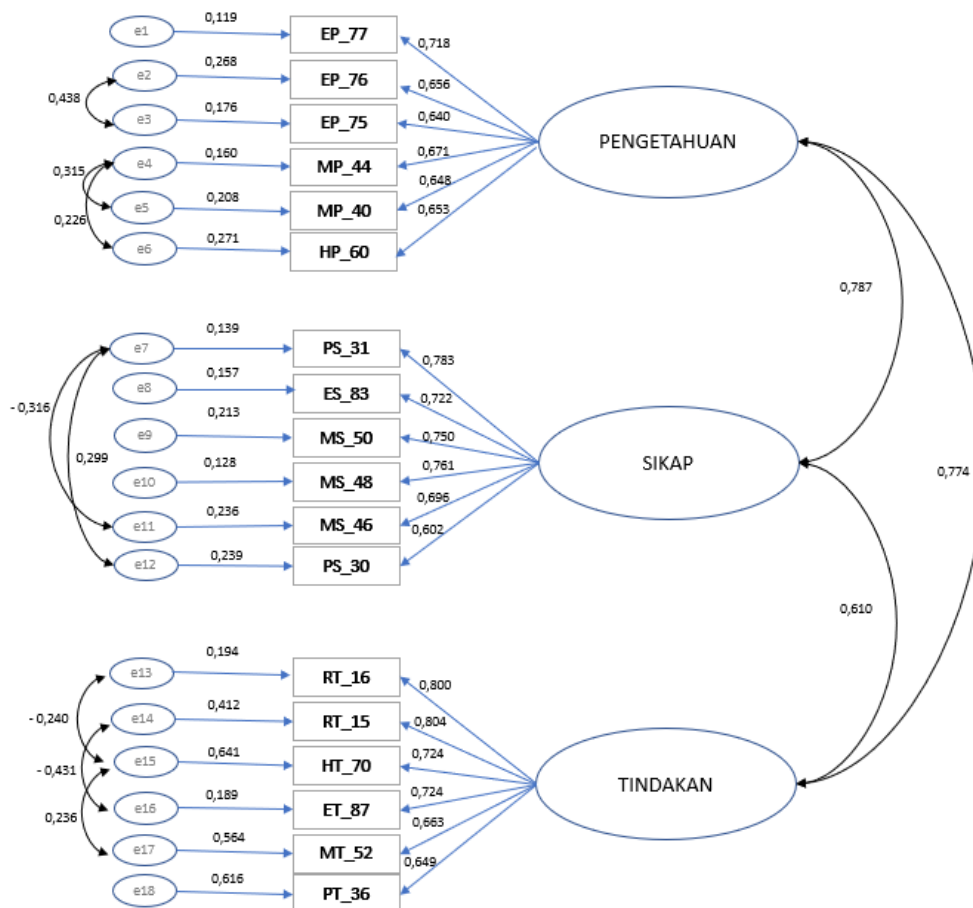 e1 0,119 EP_77 0,718
e2 0,268 EP_76 0,656
0,438
e3 0,176 EP_75 0,640
PENGETAHUAN
e4 0,160 MP_44 0,671
0,315
e5 0,208 MP_40 0,648
0,226
e6 0,271 HP_60 0,653
0,787
e7 0,139 PS_31 0,783
e8 0,157 ES_83 0,722
- 0,316
e9 0,213 MS_50 0,750
0,299
SIKAP
0,774
e10 0,128 MS_48 0,761
e11 0,236 MS_46 0,696
e12 0,239 PS_30 0,602
0,610
e13 0,194 RT_16 0,800
- 0,240
e14 0,412 RT_15 0,804
e15 0,641 HT_70 0,724
- 0,431
TINDAKAN
e16 0,189 ET_87 0,724
0,236
e17 0,564 MT_52 0,663
e18 0,616 PT_36 0,649